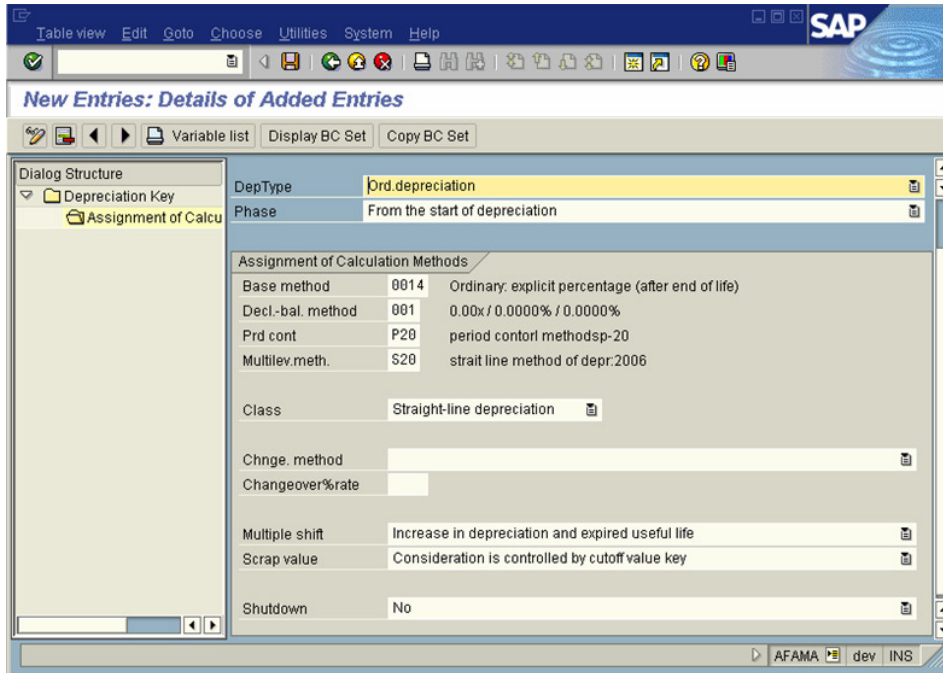 Table view Edit Goto Choose Utilities System Help
SAP
New Entries: Details of Added Entries
Variable list Display BC Set Copy BC Set
Dialog Structure
Depreciation Key
Assignment of Calcu
DepType Ord.depreciation
Phase From the start of depreciation
Assignment of Calculation Methods
Base method 0014 Ordinary: explicit percentage (after end of life)
Decl.-bal. method 001 0.00x / 0.0000% / 0.0000%
Prd cont P20 period contorl methodsp-20
Multilev.meth. S20 strait line method of depr:2006
Class Straight-line depreciation
Chnge. method
Changeover%rate
Multiple shift Increase in depreciation and expired useful life
Scrap value Consideration is controlled by cutoff value key
Shutdown No
AFAMA dev INS